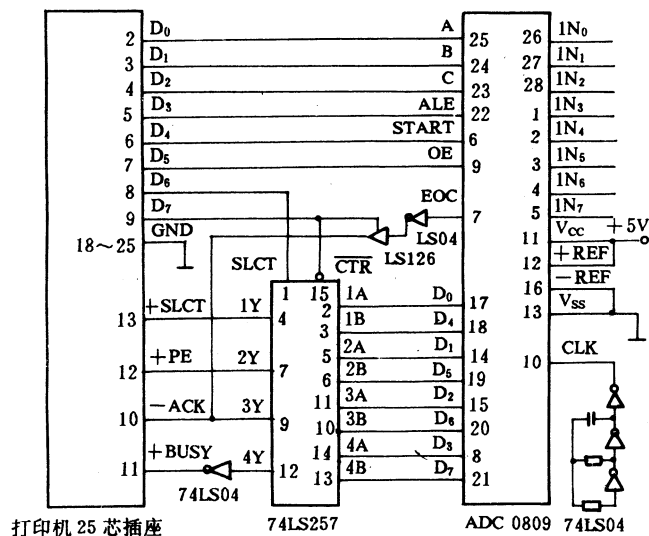 2 D₀ A 25 26 1N₀
3 D₁ B 24 27 1N₁
4 D₂ C 23 28 1N₂
5 D₃ ALE 22 1 1N₃
6 D₄ START 6 2 1N₄
7 D₅ OE 9 3 1N₅
8 D₆ 4 1N₆
9 D₇ EOC 7 5 1N₇
18～25 GND LS04 11 V_CC +5V
LS126 12 +REF
SLCT C̅T̅R̅ 16 −REF
1 15 13 V_SS
13 +SLCT 1Y 4 2 1A D₀ 17
3 1B D₄ 18
12 +PE 2Y 7 5 2A D₁ 14 10 CLK
6 2B D₅ 19
10 −ACK 3Y 9 11 3A D₂ 15
10 3B D₆ 20
11 +BUSY 4Y 12 14 4A D₃ 8
74LS04 13 4B D₇ 21
打印机 25 芯插座 74LS257 ADC 0809 74LS04